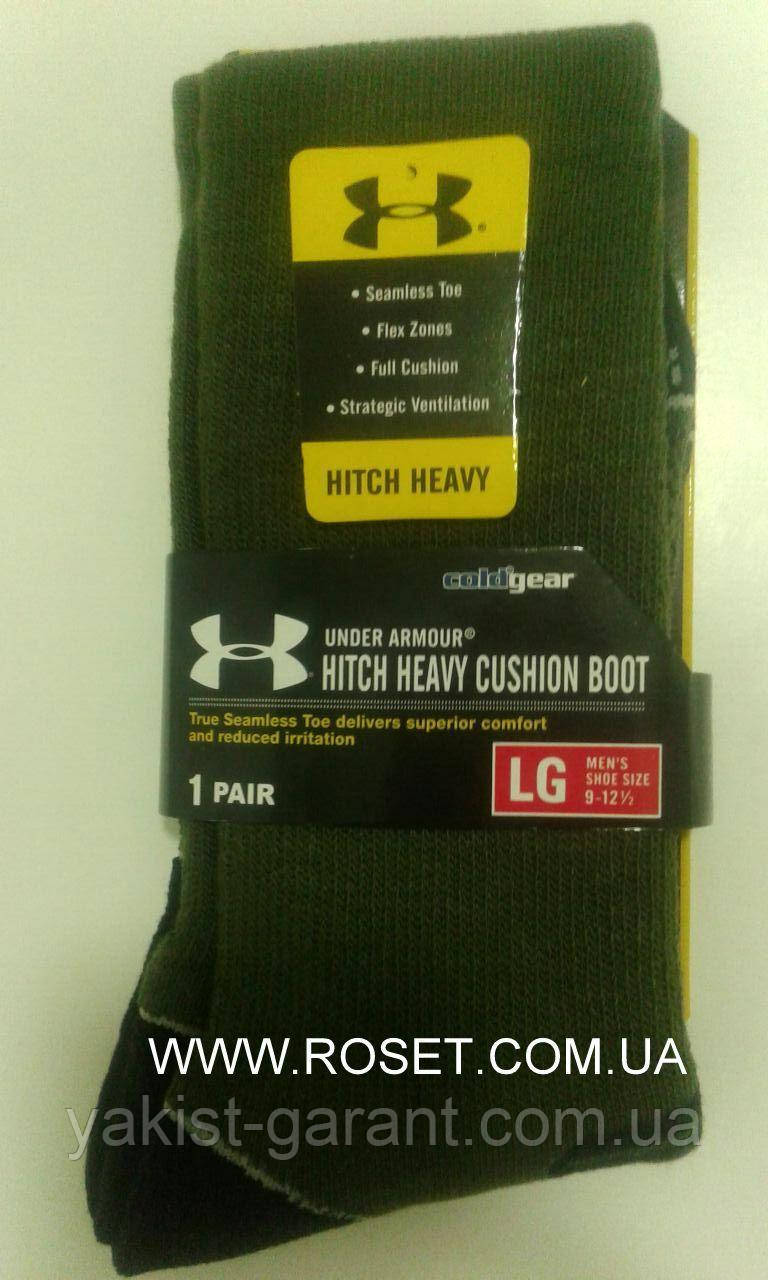 ®
• Seamless Toe
• Flex Zones
• Full Cushion
• Strategic Ventilation
HITCH HEAVY
coldgear
UNDER ARMOUR®
HITCH HEAVY CUSHION BOOT
True Seamless Toe delivers superior comfort
and reduced irritation
1 PAIR
LG
MEN'S
SHOE SIZE
9-12 ½
WWW.ROSET.COM.UA
yakist-garant.com.ua